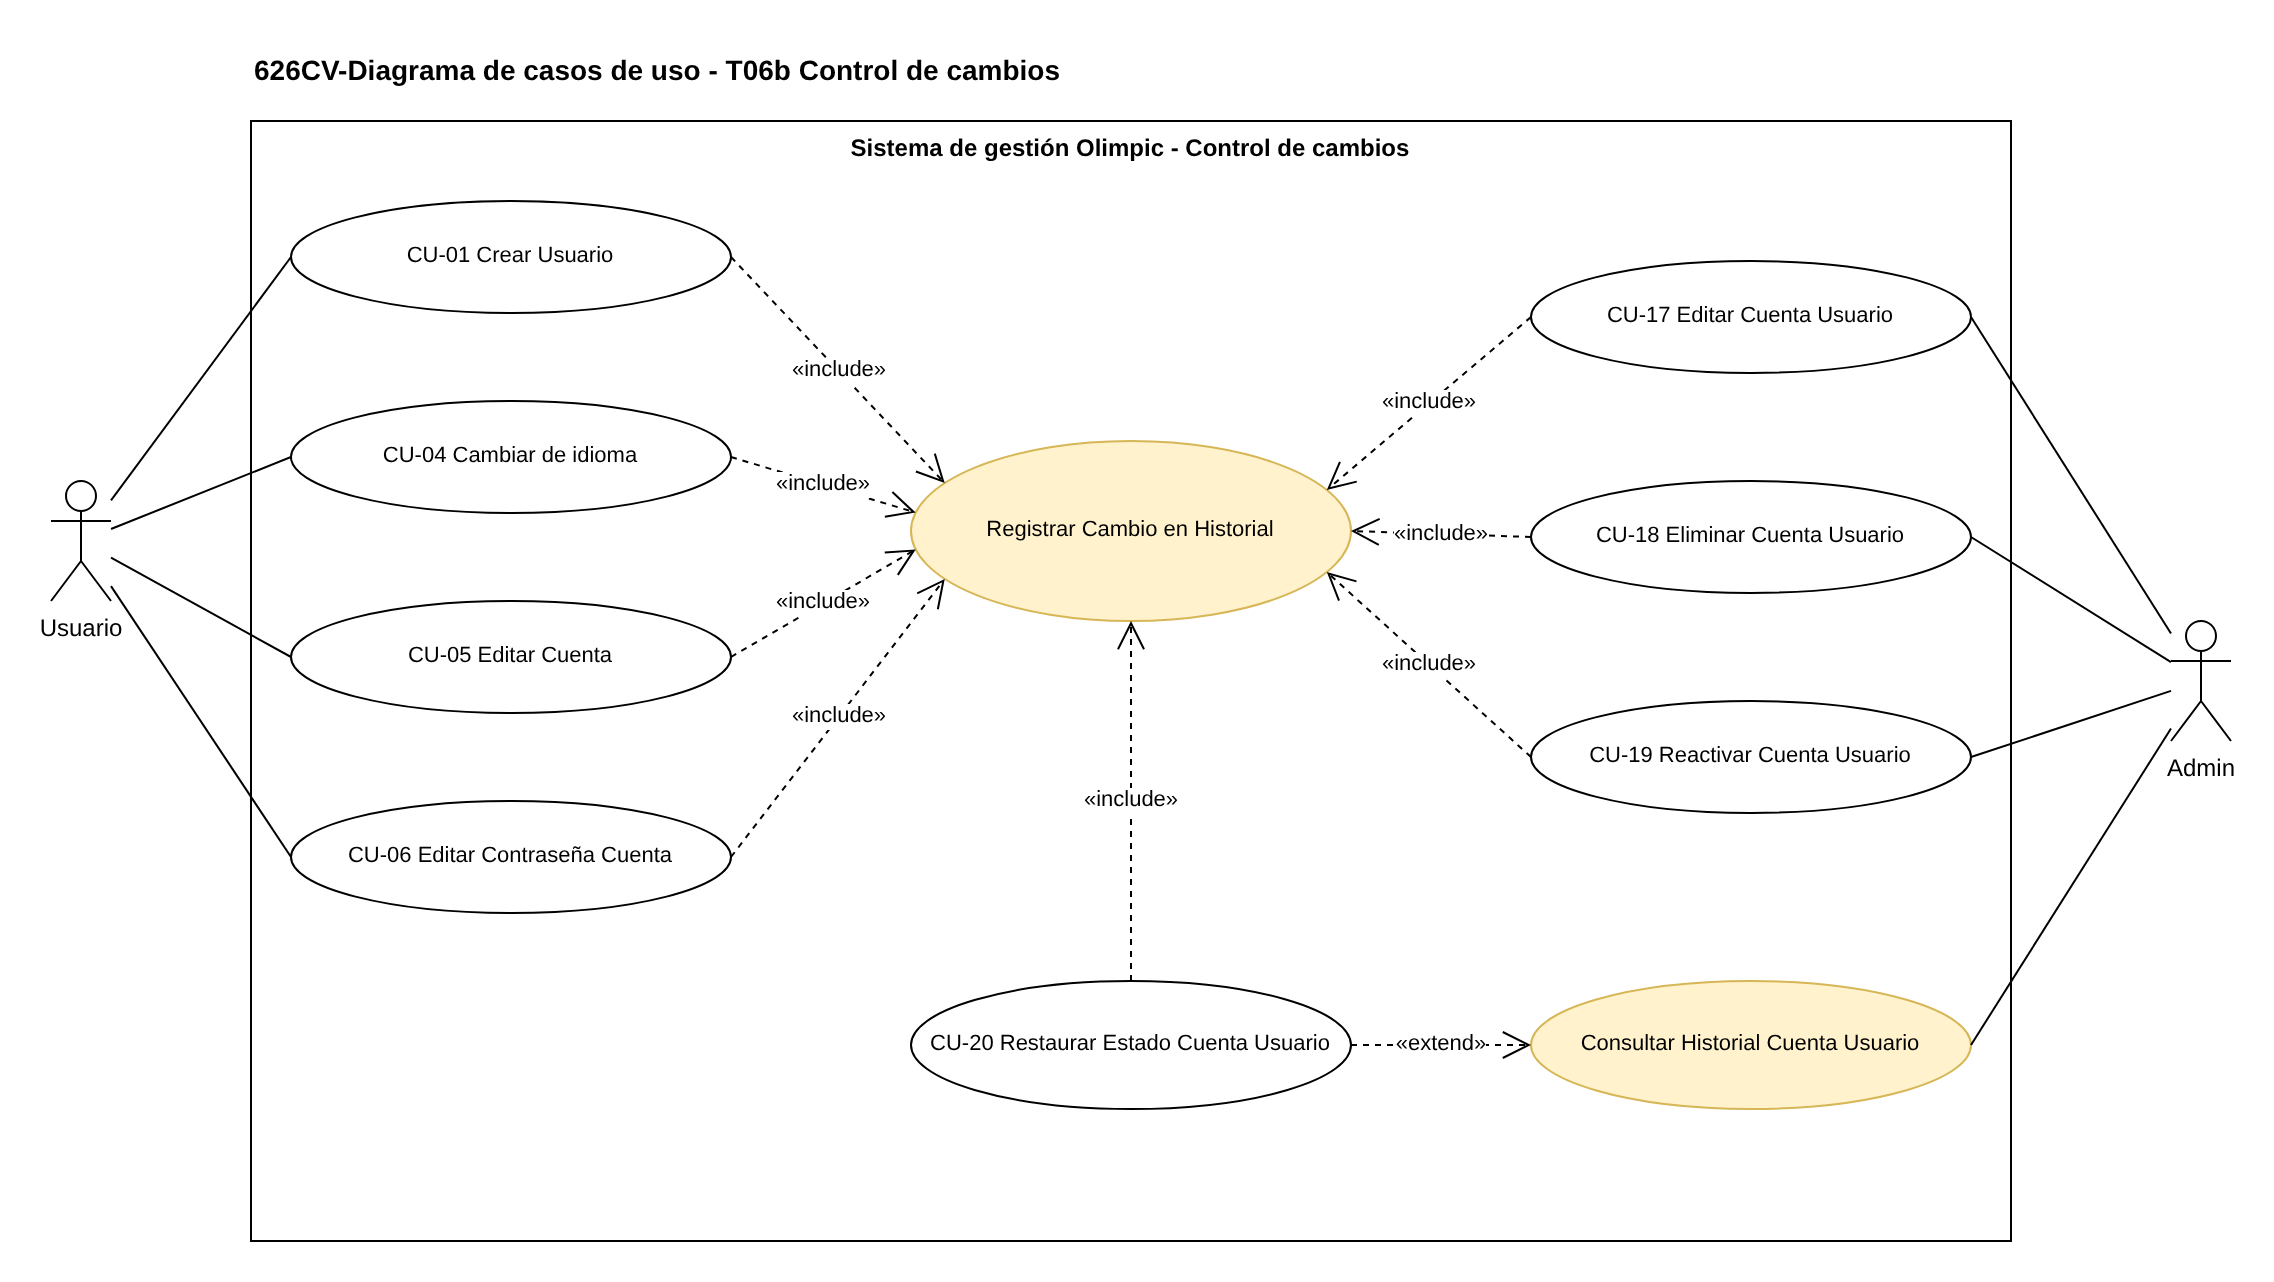 626CV-Diagrama de casos de uso - T06b Control de cambios
Sistema de gestión Olimpic - Control de cambios
CU-01 Crear Usuario
CU-17 Editar Cuenta Usuario
«include»
«include»
CU-04 Cambiar de idioma
«include»
Registrar Cambio en Historial
«include»
CU-18 Eliminar Cuenta Usuario
Usuario
«include»
CU-05 Editar Cuenta
«include»
«include»
CU-19 Reactivar Cuenta Usuario
Admin
«include»
CU-06 Editar Contraseña Cuenta
CU-20 Restaurar Estado Cuenta Usuario
«extend»
Consultar Historial Cuenta Usuario